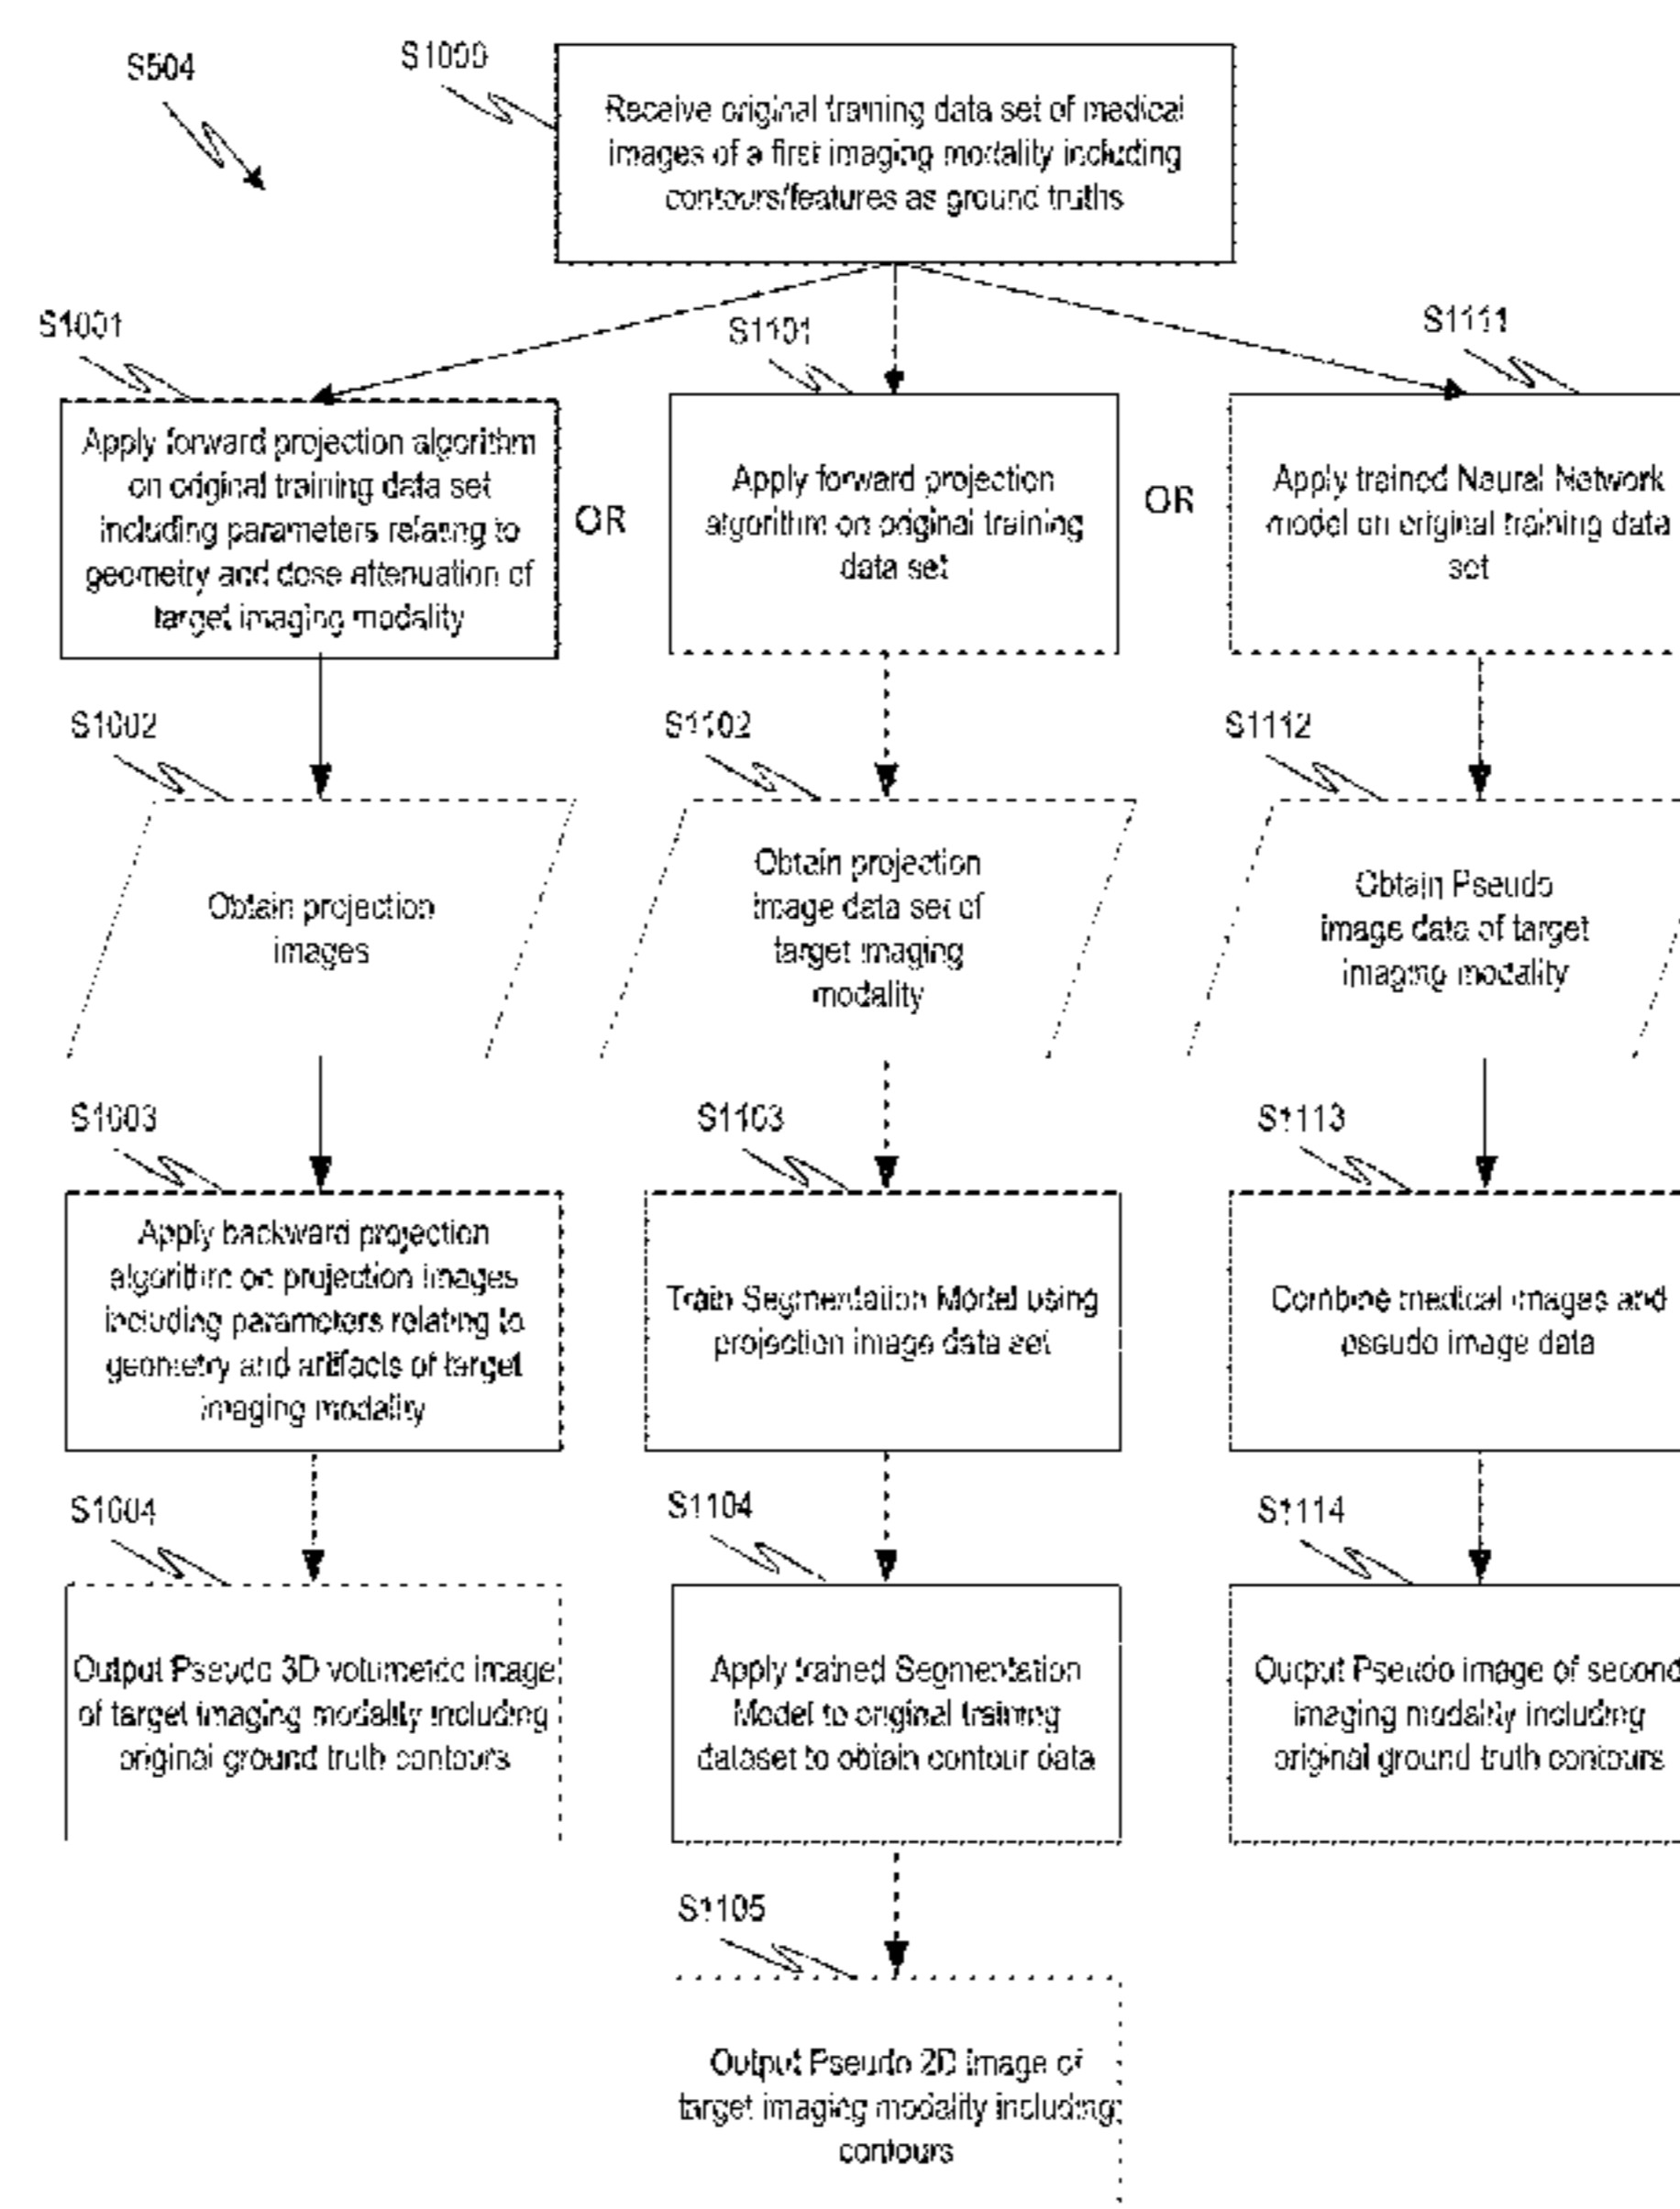 S504
S1000
Receive original training data set of medical
images of a first imaging modality including
contours/features as ground truths
S1001
S1101
S1111
Apply forward projection algorithm
on original training data set
including parameters relating to
geometry and dose attenuation of
target imaging modality
OR
Apply forward projection
algorithm on original training
data set
OR
Apply trained Neural Network
model on original training data
set
S1002
S1102
S1112
Obtain projection
images
Obtain projection
image data set of
target imaging
modality
Obtain Pseudo
image data of target
imaging modality
S1003
S1103
S1113
Apply backward projection
algorithm on projection images
including parameters relating to
geometry and artifacts of target
imaging modality
Train Segmentation Model using
projection image data set
Combine medical images and
pseudo image data
S1004
S1104
S1114
Output Pseudo 3D volumetric image
of target imaging modality including
original ground truth contours
Apply trained Segmentation
Model to original training
dataset to obtain contour data
Output Pseudo image of second
imaging modality including
original ground truth contours
S1105
Output Pseudo 2D image of
target imaging modality including
contours